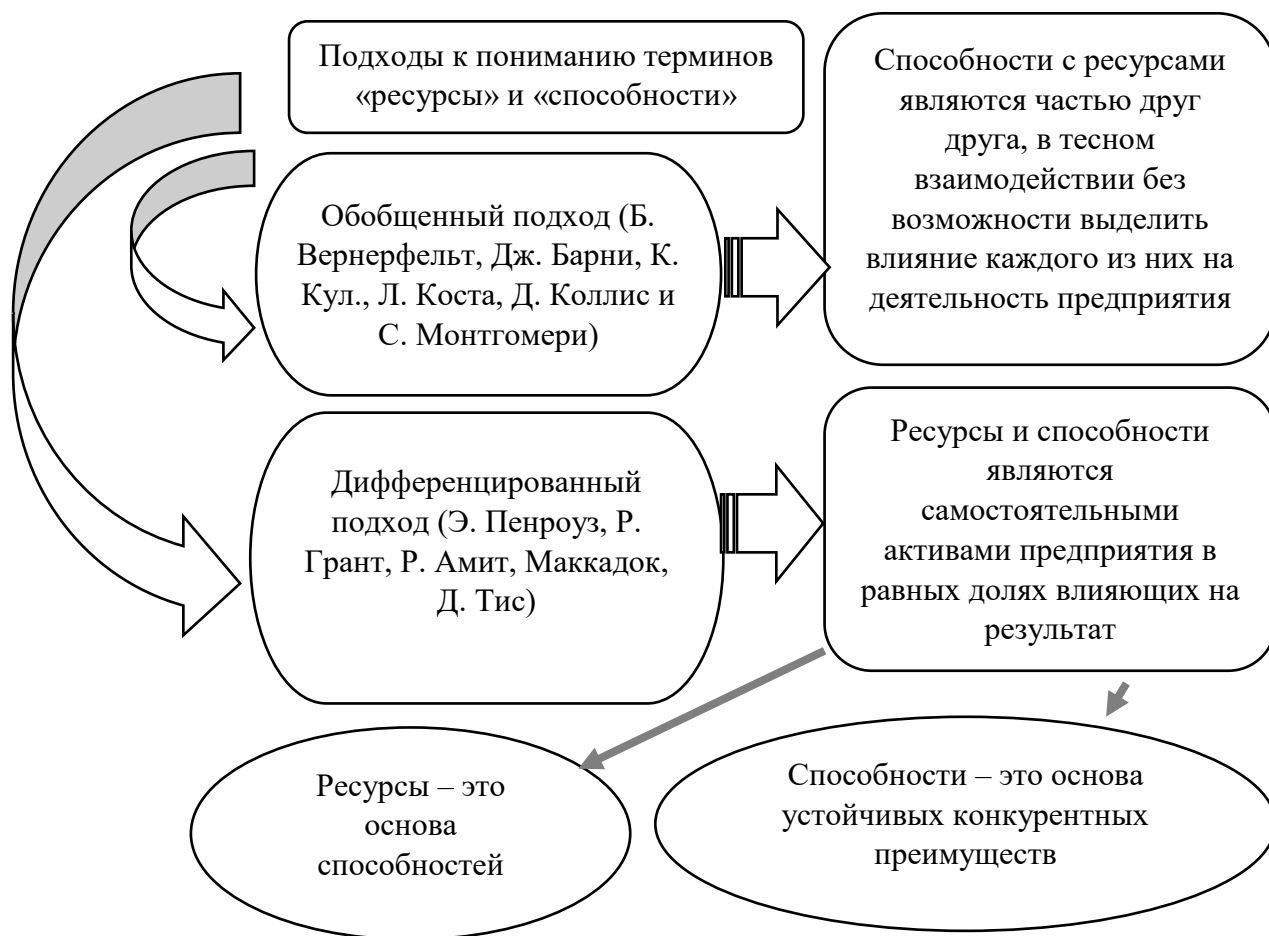 Подходы к пониманию терминов
«ресурсы» и «способности»
Способности с ресурсами
являются частью друг
друга, в тесном
взаимодействии без
возможности выделить
влияние каждого из них на
деятельность предприятия
Обобщенный подход (Б.
Вернерфельт, Дж. Барни, К.
Кул., Л. Коста, Д. Коллис и
С. Монтгомери)
Дифференцированный
подход (Э. Пенроуз, Р.
Грант, Р. Амит, Маккадок,
Д. Тис)
Ресурсы и способности
являются
самостоятельными
активами предприятия в
равных долях влияющих на
результат
Ресурсы – это
основа
способностей
Способности – это основа
устойчивых конкурентных
преимуществ